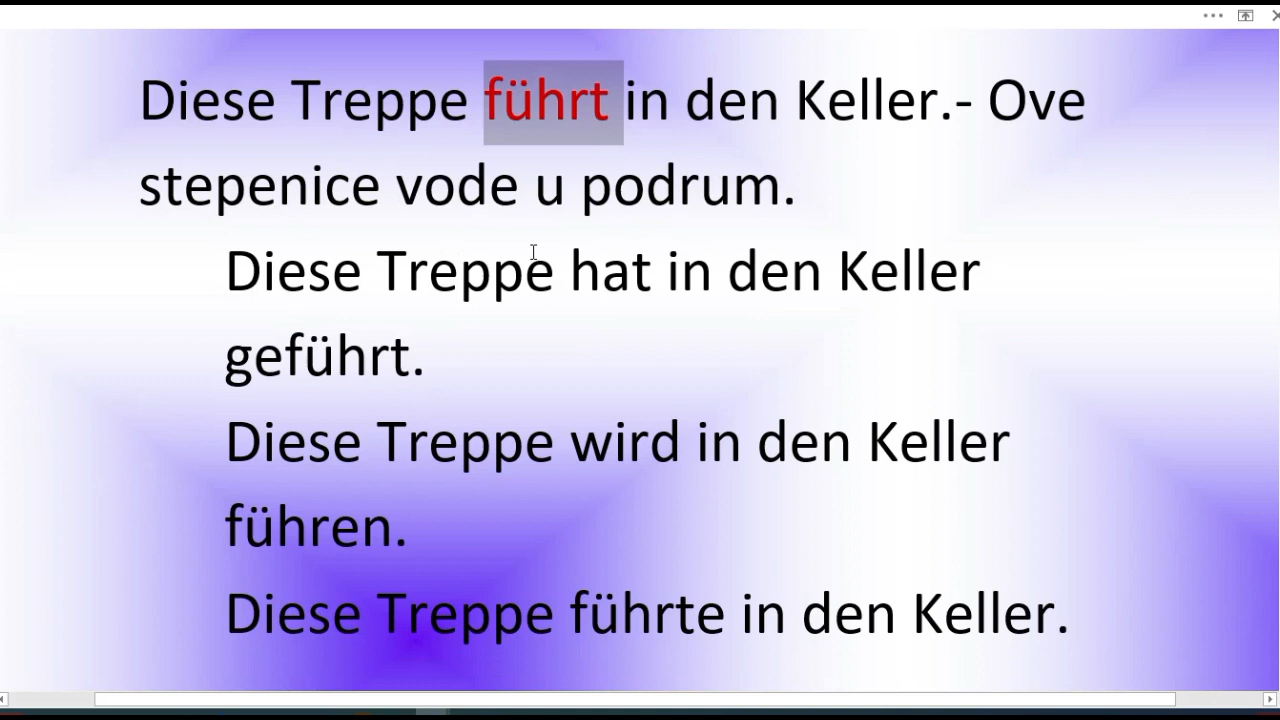 Diese Treppe führt in den Keller.- Ove
stepenice vode u podrum.
Diese Treppe hat in den Keller
geführt.
Diese Treppe wird in den Keller
führen.
Diese Treppe führte in den Keller.